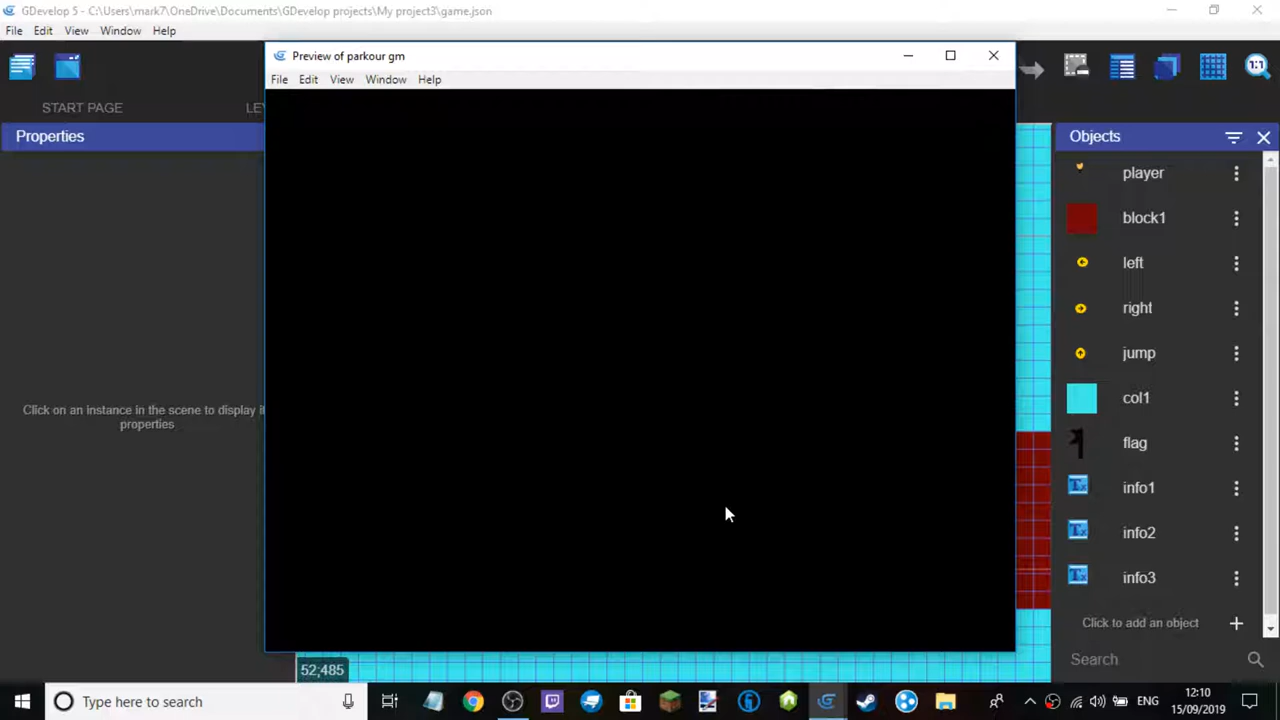 GDevelop 5 - C:\Users\mark7\OneDrive\Documents\GDevelop projects\My project3\game.json
File Edit View Window Help
Preview of parkour gm
File Edit View Window Help
1:1
START PAGE
LE
Properties
Objects
player
block1
left
right
jump
col1
flag
info1
info2
info3
Click on an instance in the scene to display i
properties
Click to add an object
Search
52;485
Type here to search
ENG
12:10
15/09/2019